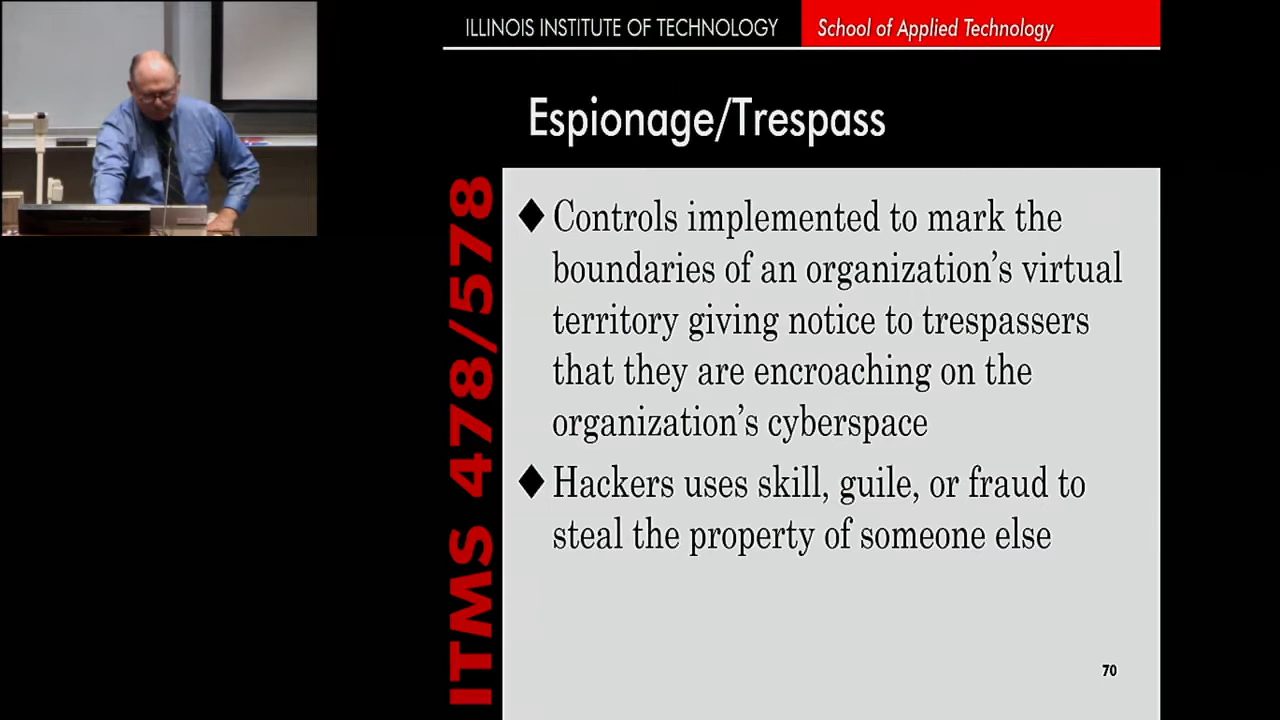 ILLINOIS INSTITUTE OF TECHNOLOGY School of Applied Technology
Espionage/Trespass
ITMS 478/578
♦ Controls implemented to mark the
boundaries of an organization’s virtual
territory giving notice to trespassers
that they are encroaching on the
organization’s cyberspace
♦ Hackers uses skill, guile, or fraud to
steal the property of someone else
70